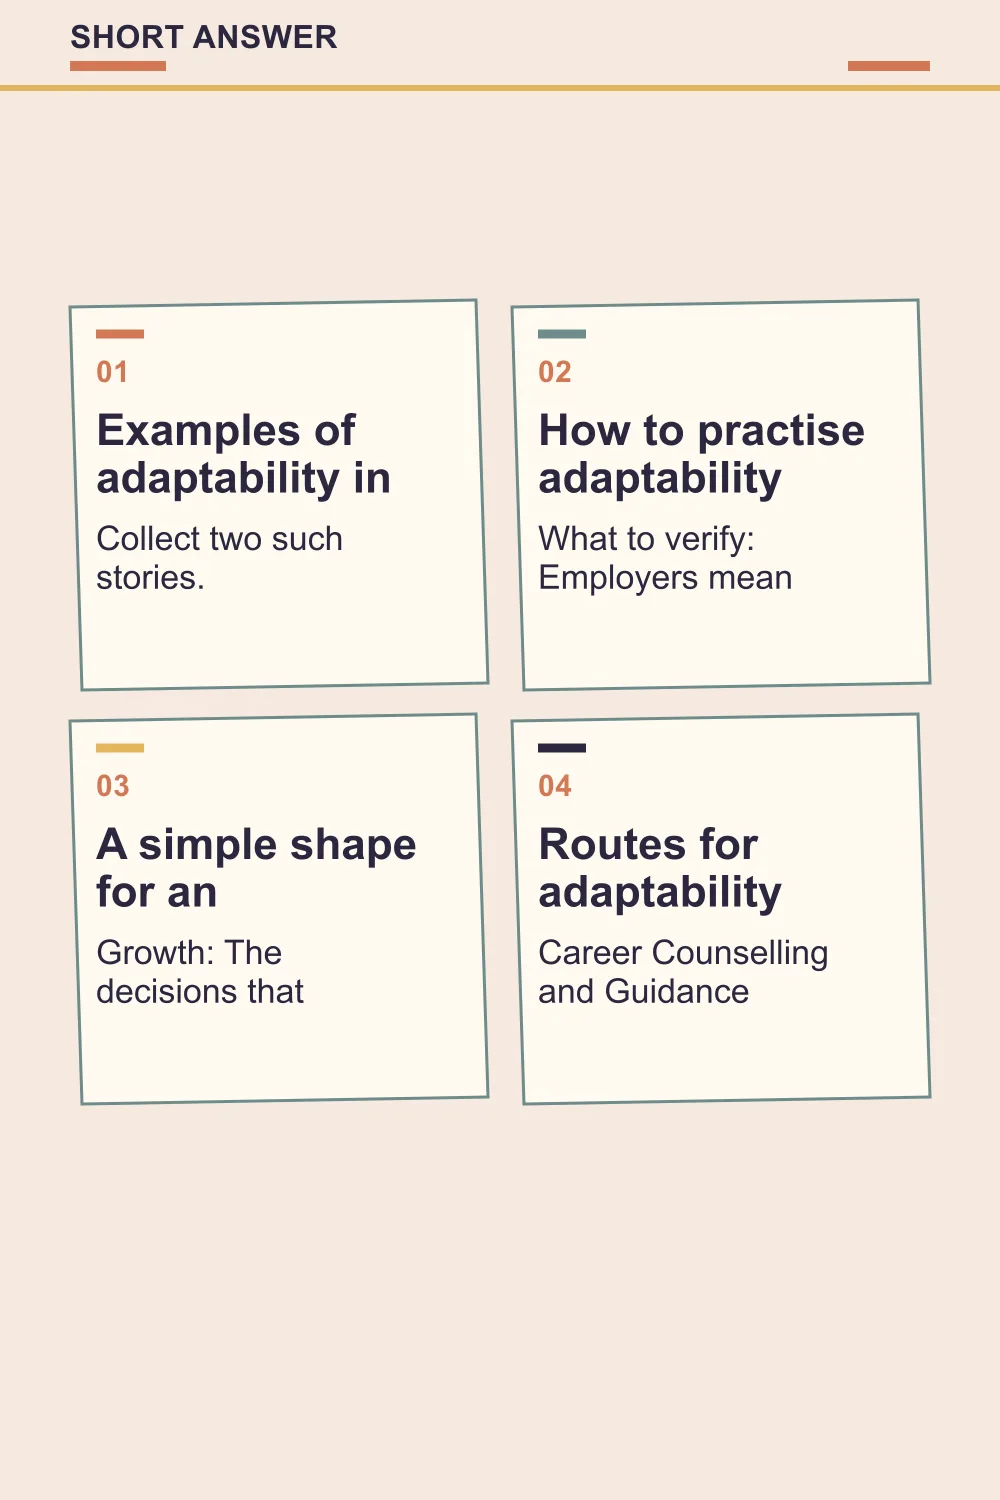 SHORT ANSWER
01
Examples of
adaptability in
Collect two such
stories.
02
How to practise
adaptability
What to verify:
Employers mean
03
A simple shape
for an
Growth: The
decisions that
04
Routes for
adaptability
Career Counselling
and Guidance